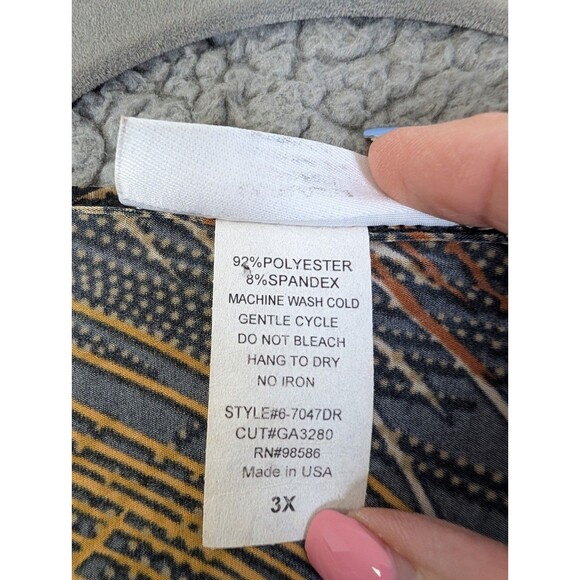 92%POLYESTER
8%SPANDEX
MACHINE WASH COLD
GENTLE CYCLE
DO NOT BLEACH
HANG TO DRY
NO IRON
STYLE#6-7047DR
CUT#GA3280
RN#98586
Made in USA
3X